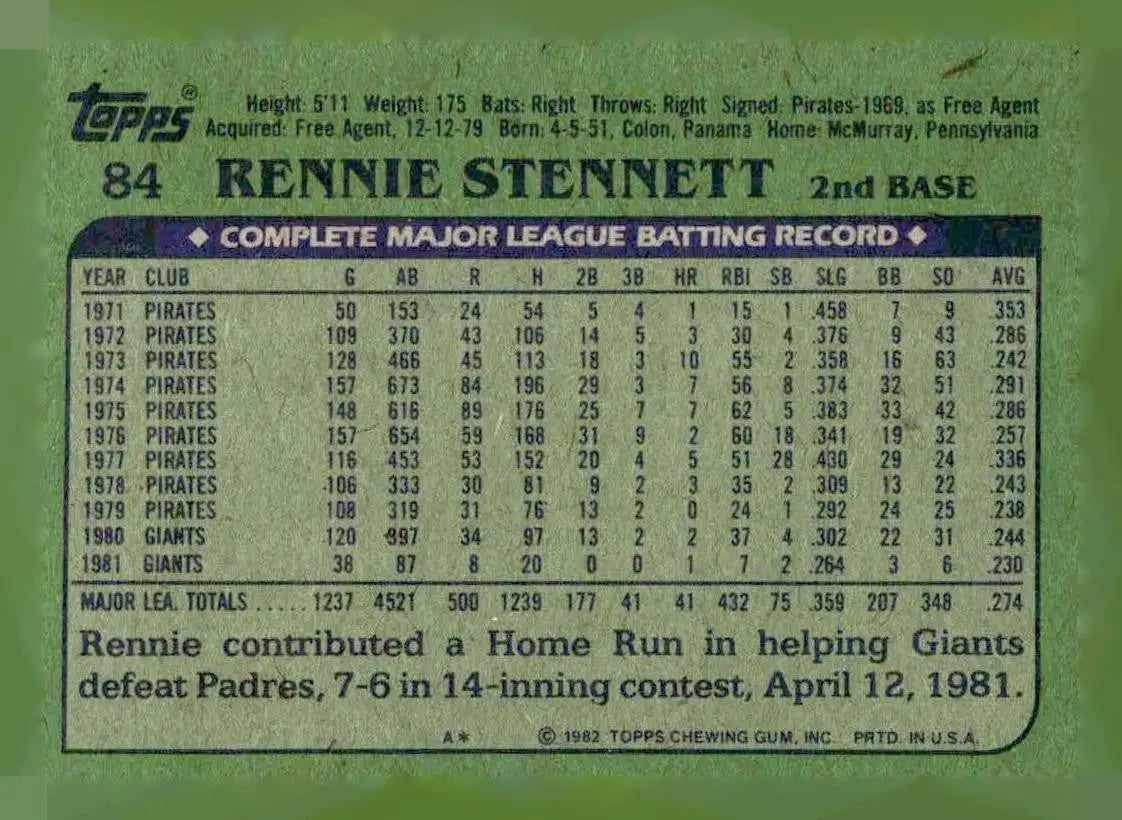 Topps® Height: 5'11 Weight: 175 Bats: Right Throws: Right Signed: Pirates-1969, as Free Agent
Acquired: Free Agent, 12-12-79 Born: 4-5-51, Colon, Panama Home: McMurray, Pennsylvania
84 RENNIE STENNETT 2nd BASE
◆ COMPLETE MAJOR LEAGUE BATTING RECORD ◆
YEAR CLUB G AB R H 2B 3B HR RBI SB SLG BB SO AVG
1971 PIRATES 50 153 24 54 5 4 1 15 1 .458 7 9 .353
1972 PIRATES 109 370 43 106 14 5 3 30 4 .376 9 43 .286
1973 PIRATES 128 466 45 113 18 3 10 55 2 .358 16 63 .242
1974 PIRATES 157 673 84 196 29 3 7 56 8 .374 32 51 .291
1975 PIRATES 148 616 89 176 25 7 7 62 5 .383 33 42 .286
1976 PIRATES 157 654 59 168 31 9 2 60 18 .341 19 32 .257
1977 PIRATES 116 453 53 152 20 4 5 51 28 .430 29 24 .336
1978 PIRATES 106 333 30 81 9 2 3 35 2 .309 13 22 .243
1979 PIRATES 108 319 31 76 13 2 0 24 1 .292 24 25 .238
1980 GIANTS 120 397 34 97 13 2 2 37 4 .302 22 31 .244
1981 GIANTS 38 87 8 20 0 0 1 7 2 .264 3 6 .230
MAJOR LEA. TOTALS ..... 1237 4521 500 1239 177 41 41 432 75 .359 207 348 .274
Rennie contributed a Home Run in helping Giants
defeat Padres, 7-6 in 14-inning contest, April 12, 1981.
A* © 1982 TOPPS CHEWING GUM, INC. PRTD. IN U.S.A.